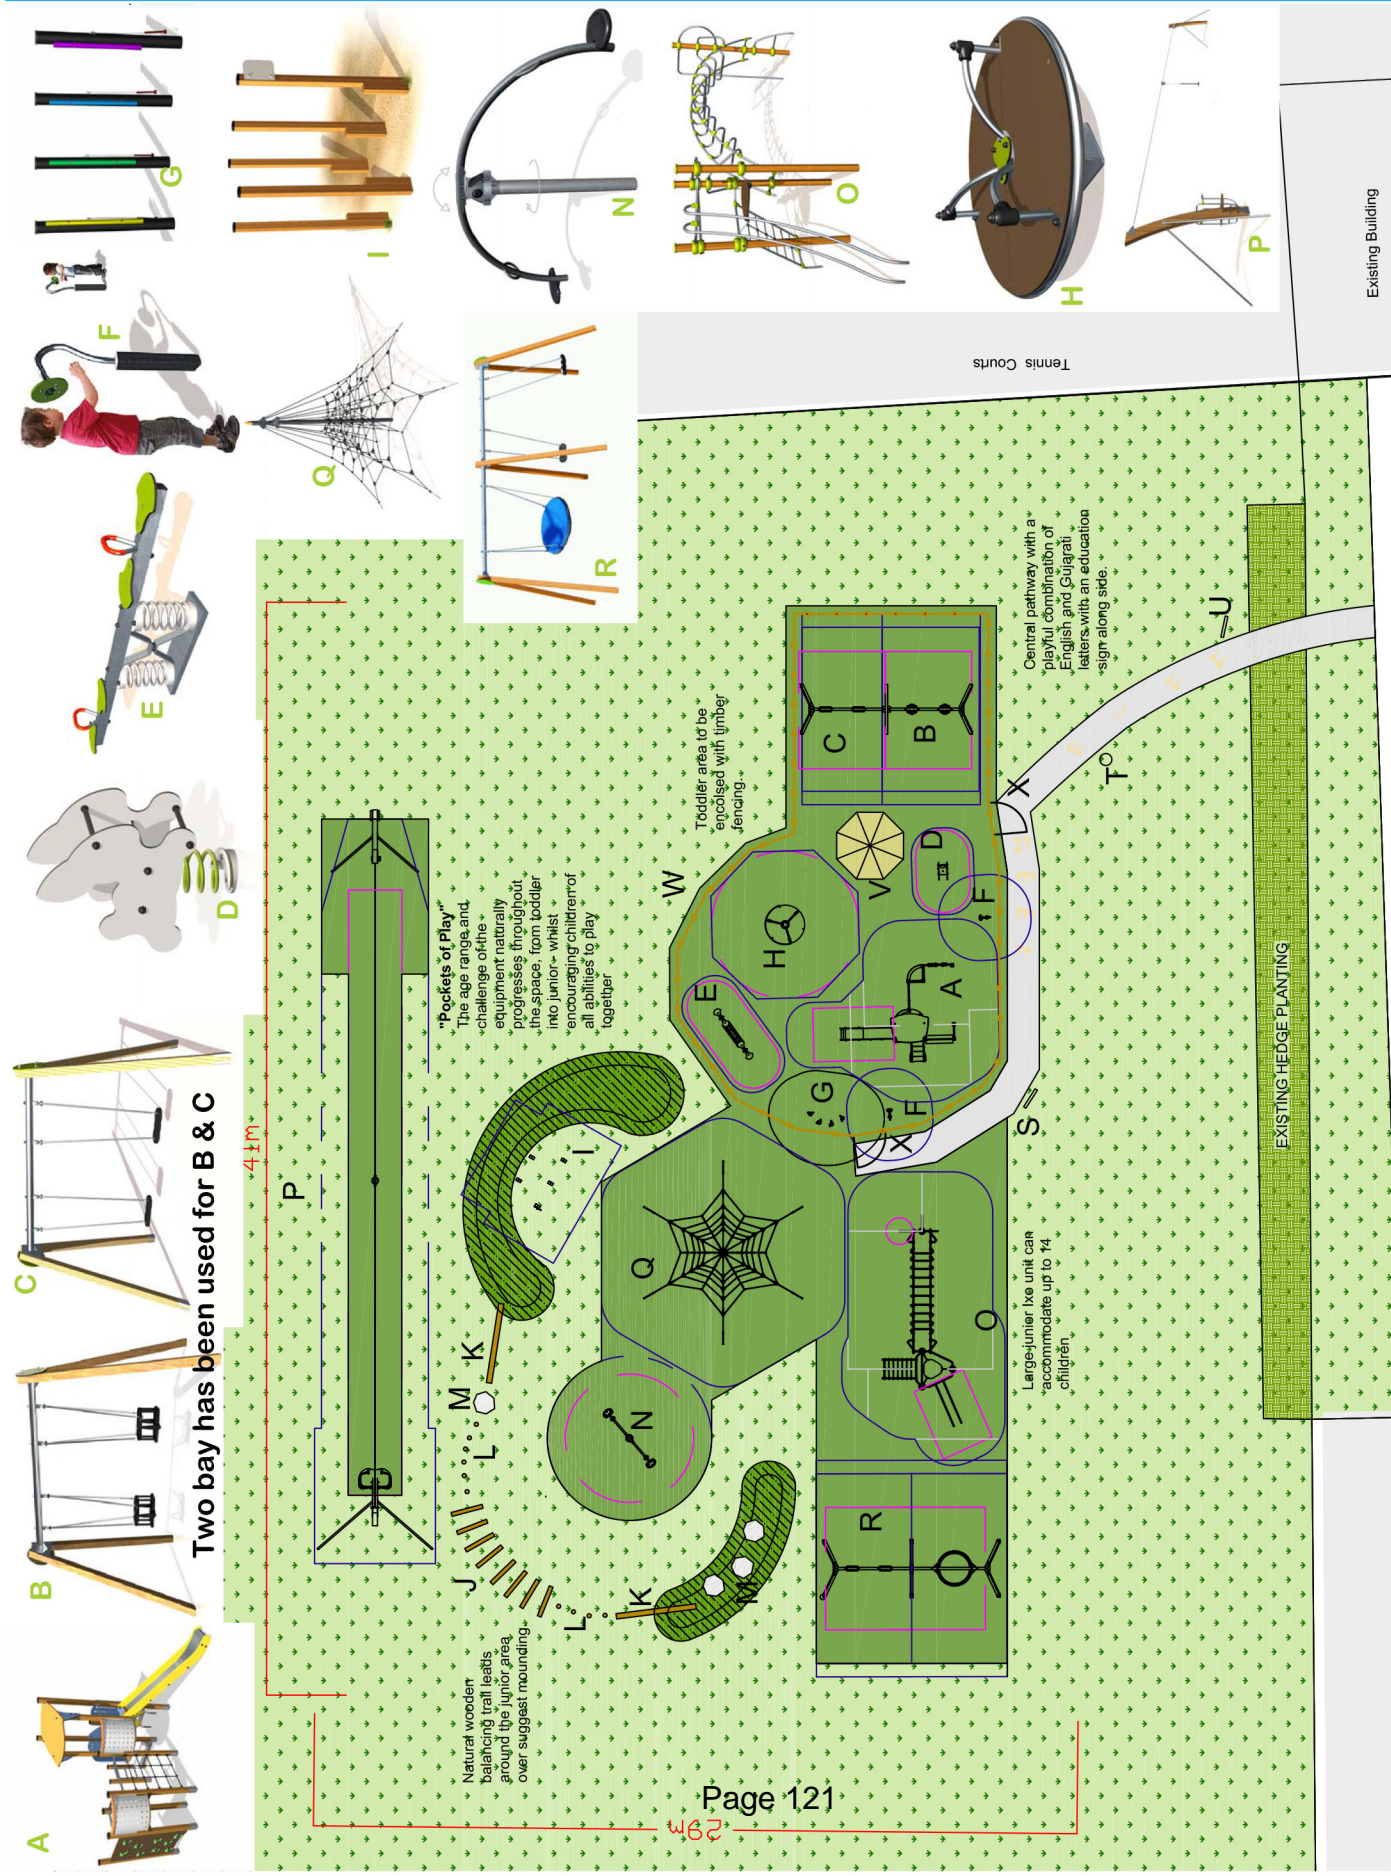 A
B
C
D
E
F
G
Two bay has been used for B & C
I
N
O
H
P
Q
R
41m
29m
Tennis Courts
Existing Building
EXISTING HEDGE PLANTING
P
"Pockets of Play"
The age range and
challenge of the
equipment naturally
progresses throughout
the space, from toddler
into junior - whilst
encouraging children of
all abilities to play
together
Toddler area to be
encolsed with timber
fencing.
Central pathway with a
playful combination of
English and Gujarati
letters with an education
sign along side.
Natural wooden
balancing trail leads
around the junior area
over suggest mounding.
Large junior Ixo unit can
accommodate up to 14
children
K
M
L
J
L
K
M
I
N
Q
R
O
W
E
H
G
F
X
A
V
D
F
C
B
X
S
T
U
Page 121